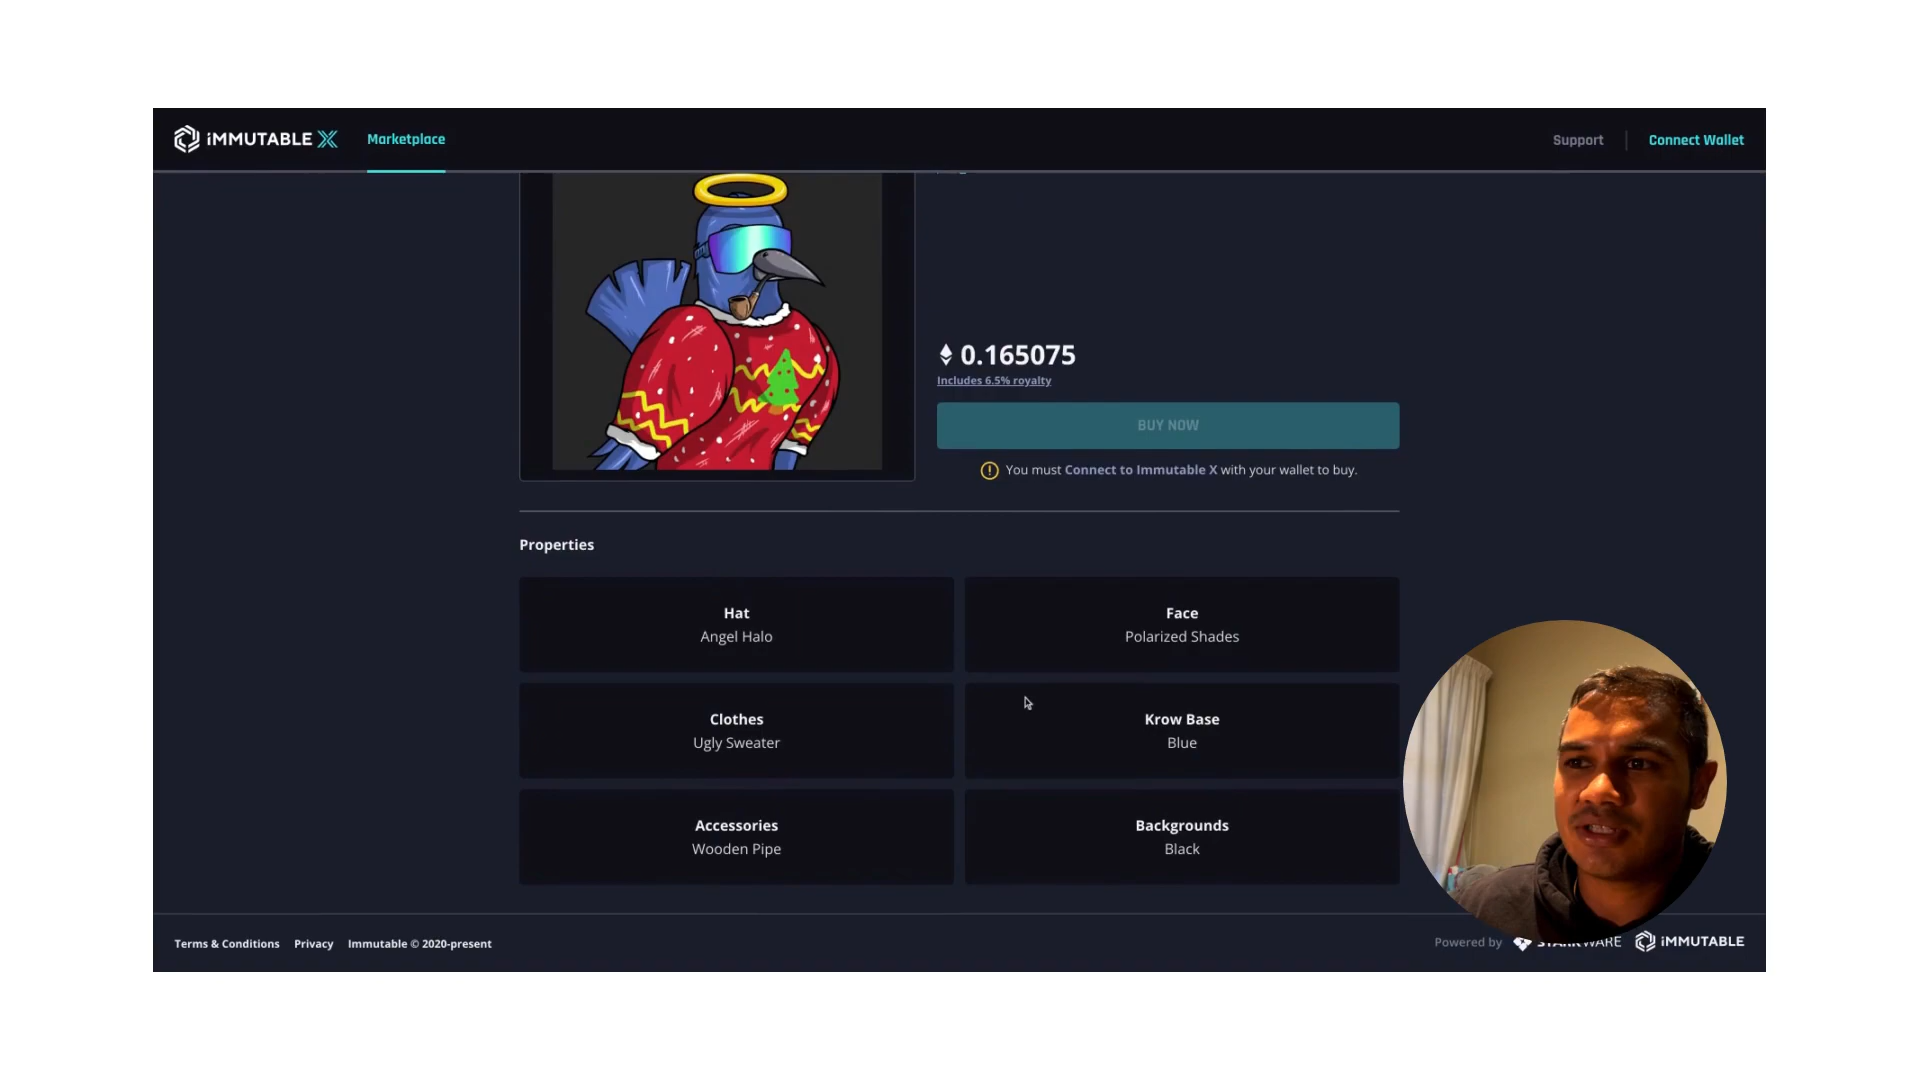 iMMUTABLE X
Marketplace
Support
Connect Wallet
0.165075
Includes 6.5% royalty
BUY NOW
You must Connect to Immutable X with your wallet to buy.
Properties
Hat
Angel Halo
Face
Polarized Shades
Clothes
Ugly Sweater
Krow Base
Blue
Accessories
Wooden Pipe
Backgrounds
Black
Terms & Conditions
Privacy
Immutable © 2020-present
Powered by
iMMUTABLE